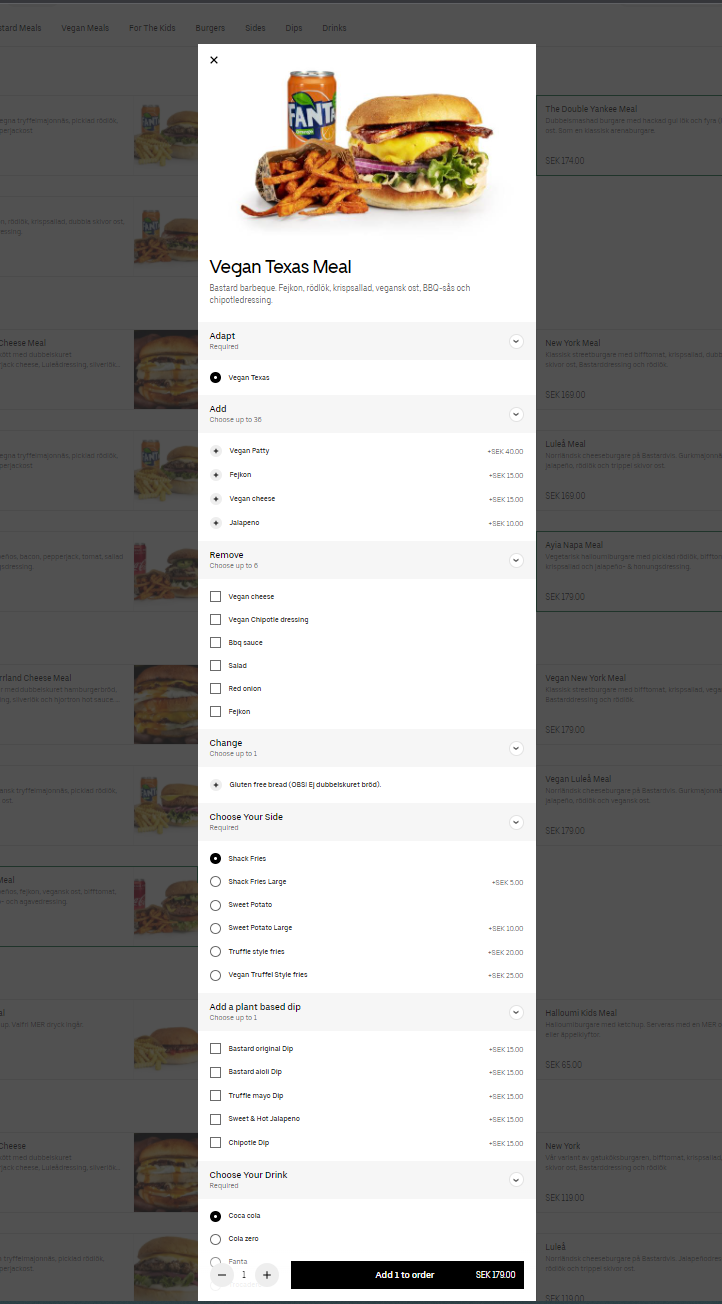 stard Meals Vegan Meals For The Kids Burgers Sides Dips Drinks
The Double Yankee Meal
SEK 174.00
FANTA
Vegan Texas Meal
Bastard barbeque. Fejkon, rödlök, krispsallad, vegansk ost, BBQ-sås och
chipotledressing.
Adapt
Required
Vegan Texas
Add
Choose up to 36
Vegan Patty +SEK 40.00
Fejkon +SEK 15.00
Vegan cheese +SEK 15.00
Jalapeno +SEK 10.00
Remove
Choose up to 6
Vegan cheese
Vegan Chipotle dressing
Bbq sauce
Salad
Red onion
Fejkon
Change
Choose up to 1
Gluten free bread (OBS! Ej dubbelskuret bröd).
Choose Your Side
Required
Shack Fries
Shack Fries Large +SEK 5.00
Sweet Potato
Sweet Potato Large +SEK 10.00
Truffle style fries +SEK 20.00
Vegan Truffel Style fries +SEK 25.00
Add a plant based dip
Choose up to 1
Bastard original Dip +SEK 15.00
Bastard aioli Dip +SEK 15.00
Truffle mayo Dip +SEK 15.00
Sweet & Hot Jalapeno +SEK 15.00
Chipotle Dip +SEK 15.00
Choose Your Drink
Required
Coca cola
Cola zero
Fanta
1
Add 1 to order SEK 179.00
Cheese Meal
rrland Cheese Meal
Meal
Cheese
New York Meal
SEK 169.00
Luleå Meal
SEK 169.00
Ayia Napa Meal
SEK 179.00
Vegan New York Meal
SEK 179.00
Vegan Luleå Meal
SEK 179.00
Halloumi Kids Meal
SEK 65.00
New York
SEK 119.00
Luleå
SEK 119.00